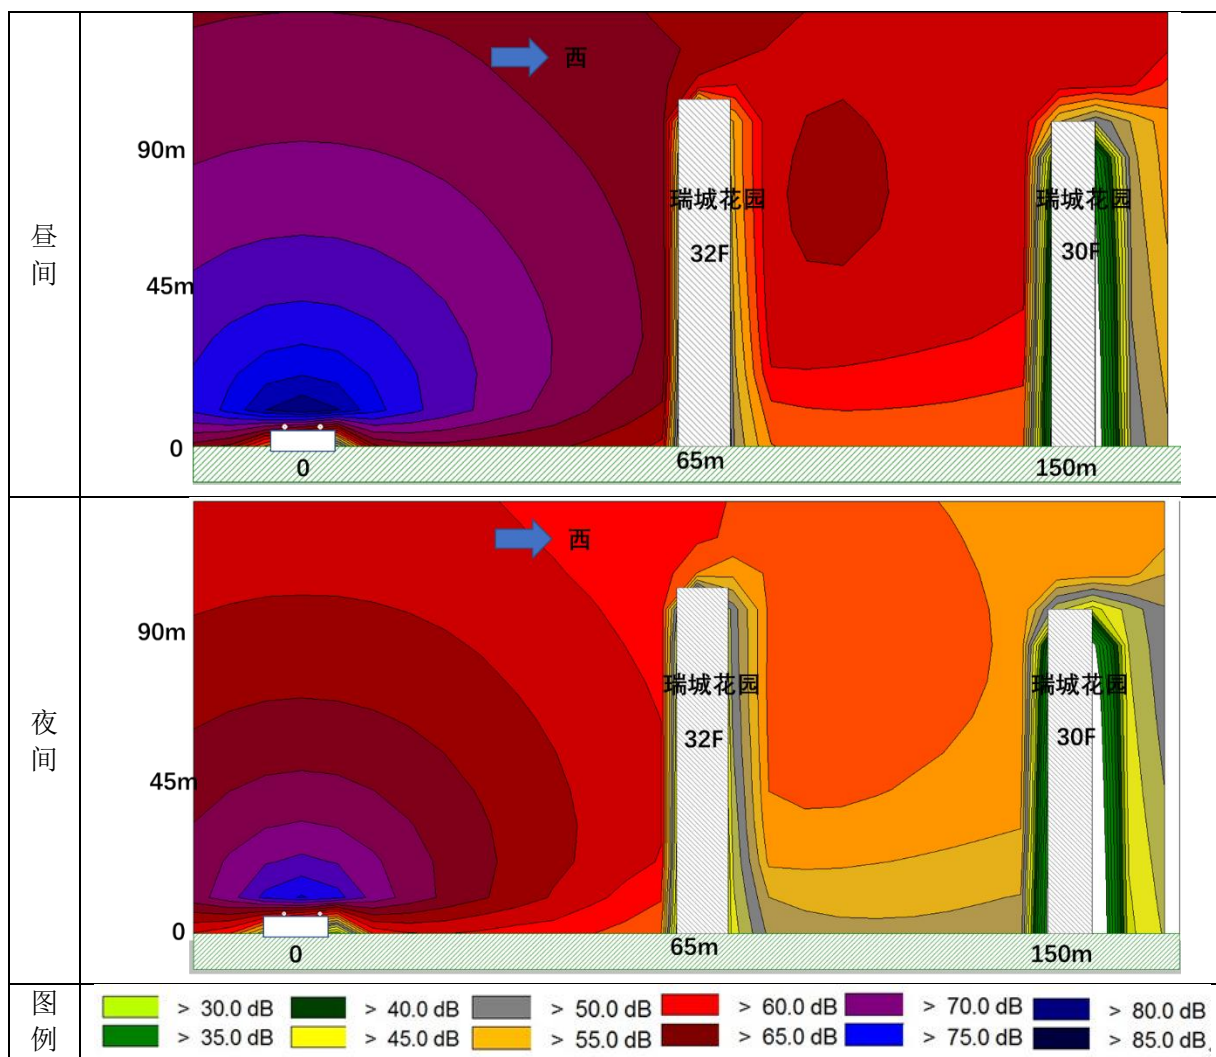 昼
间
西
90m
瑞城花园
瑞城花园
32F
30F
45m
0
0
65m
150m
夜
间
西
90m
瑞城花园
瑞城花园
32F
30F
45m
0
0
65m
150m
图
例
> 30.0 dB > 40.0 dB > 50.0 dB > 60.0 dB > 70.0 dB > 80.0 dB
> 35.0 dB > 45.0 dB > 55.0 dB > 65.0 dB > 75.0 dB > 85.0 dB